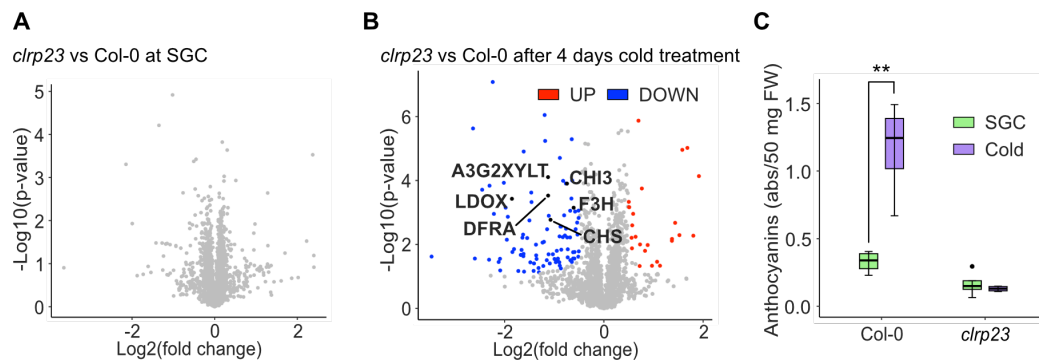 A
B
C
clrp23 vs Col-0 at SGC
clrp23 vs Col-0 after 4 days cold treatment
-Log10(p-value)
5
4
3
2
1
0
-2
0
2
Log2(fold change)
-Log10(p-value)
6
4
2
0
UP
DOWN
A3G2XYLT
CHI3
LDOX
F3H
DFRA
CHS
-2
0
2
Log2(fold change)
Anthocyanins (abs/50 mg FW)
1.5
1.0
0.5
0.0
**
SGC
Cold
Col-0
clrp23